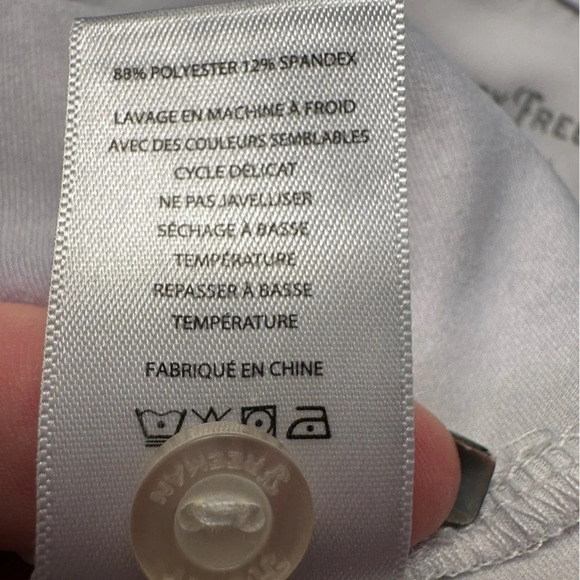 88% POLYESTER 12% SPANDEX
LAVAGE EN MACHINE À FROID
AVEC DES COULEURS SEMBLABLES
CYCLE DÉLICAT
NE PAS JAVELLISER
SÉCHAGE À BASSE
TEMPÉRATURE
REPASSER À BASSE
TEMPÉRATURE
FABRIQUÉ EN CHINE